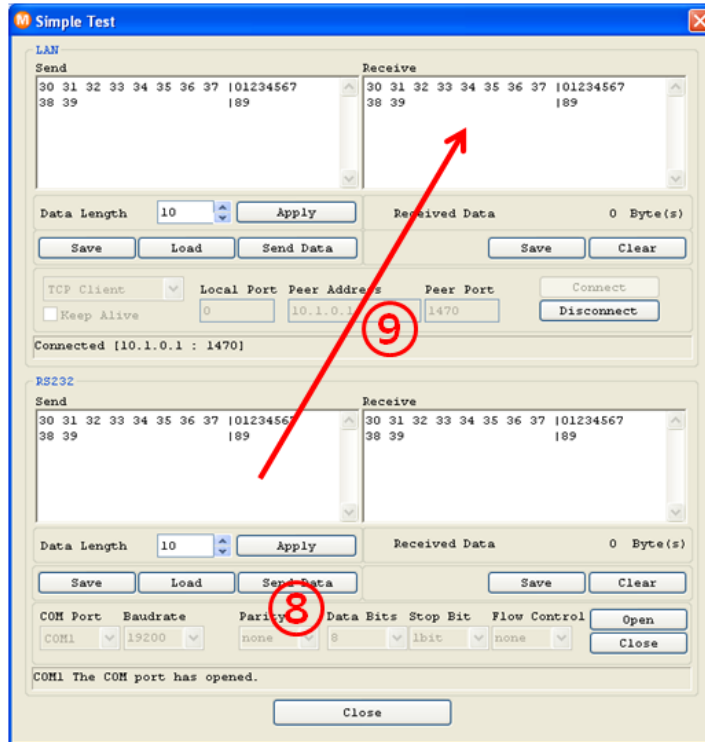 M Simple Test
LAN
Send Receive
30 31 32 33 34 35 36 37 |01234567 30 31 32 33 34 35 36 37 |01234567
38 39 |89 38 39 |89
Data Length 10 Apply Received Data 0 Byte(s)
Save Load Send Data Save Clear
TCP Client Local Port Peer Address Peer Port Connect
Keep Alive 0 10.1.0.1 1470 Disconnect
⑨
Connected [10.1.0.1 : 1470]
RS232
Send Receive
30 31 32 33 34 35 36 37 |01234567 30 31 32 33 34 35 36 37 |01234567
38 39 |89 38 39 |89
Data Length 10 Apply Received Data 0 Byte(s)
Save Load Send Data Save Clear
⑧
COM Port Baudrate Parity Data Bits Stop Bit Flow Control Open
COM1 19200 none 8 1bit none Close
COM1 The COM port has opened.
Close